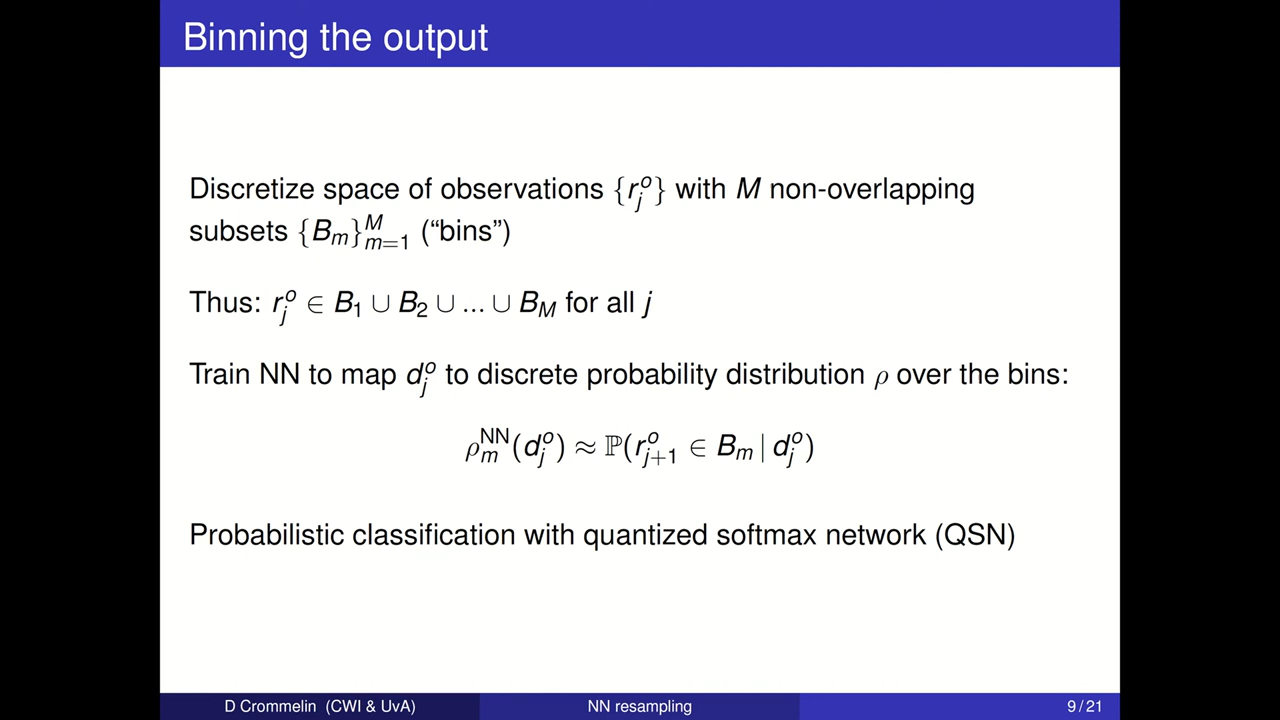 Binning the output
Discretize space of observations {r_j^o} with M non-overlapping
subsets {B_m}_{m=1}^M (“bins”)
Thus: r_j^o ∈ B_1 ∪ B_2 ∪ ... ∪ B_M for all j
Train NN to map d_j^o to discrete probability distribution ρ over the bins:
ρ_m^{NN}(d_j^o) ≈ ℙ(r_{j+1}^o ∈ B_m | d_j^o)
Probabilistic classification with quantized softmax network (QSN)
D Crommelin (CWI & UvA) NN resampling 9 / 21